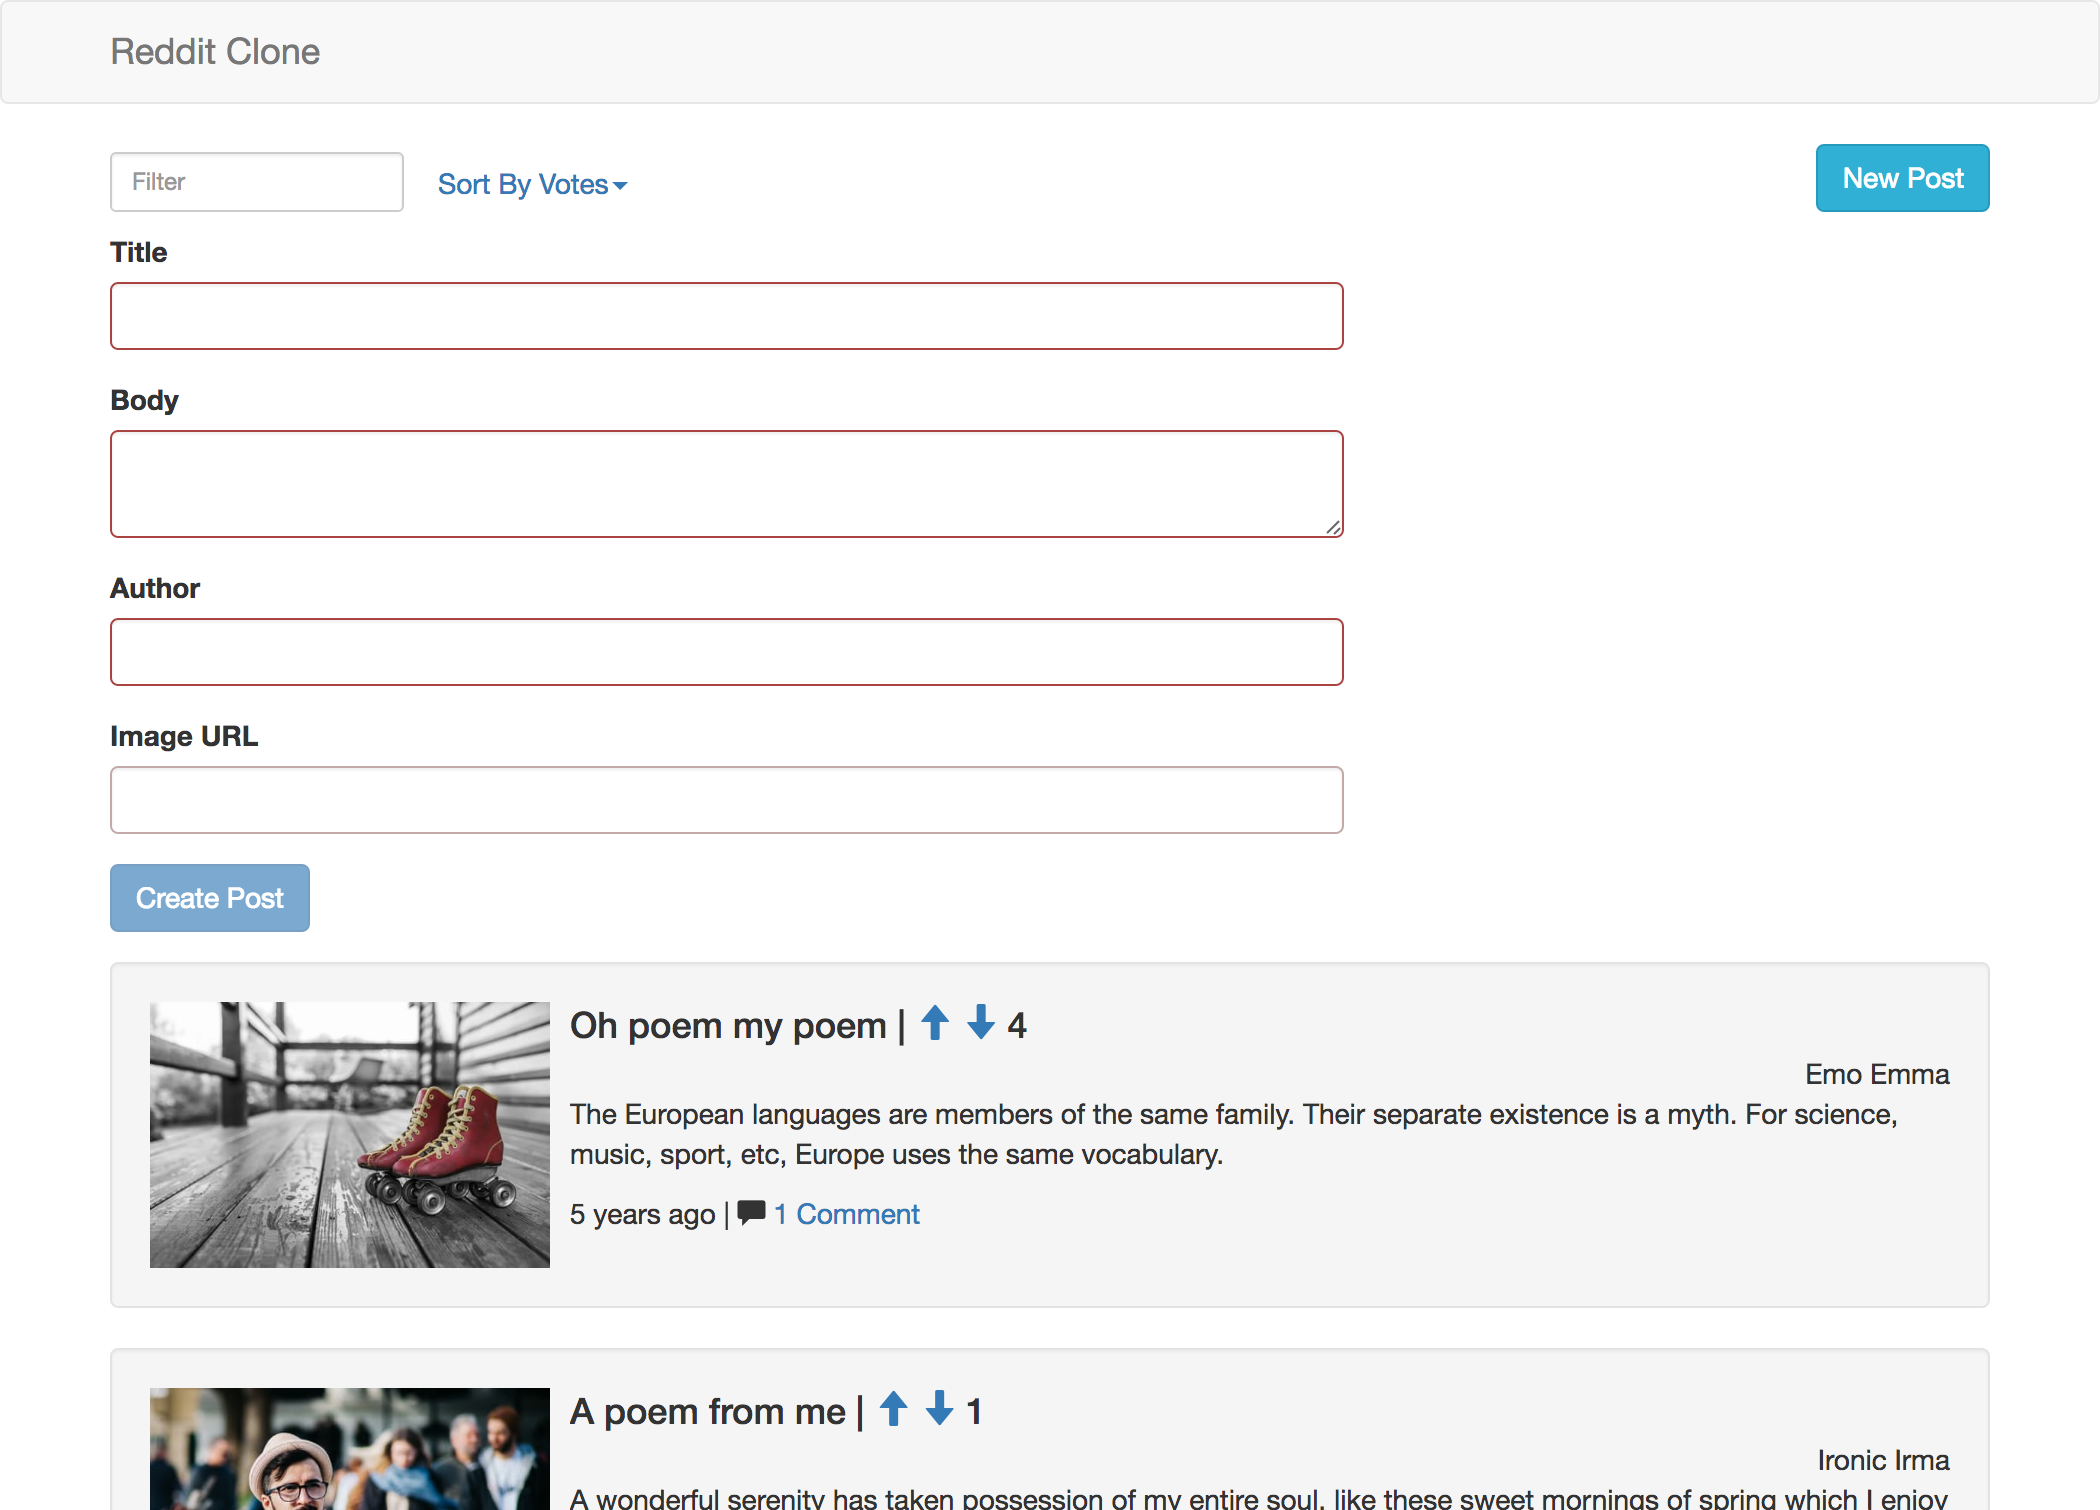 Reddit Clone
Filter
Sort By Votes
New Post
Title
Body
Author
Image URL
Create Post
Oh poem my poem | 4
Emo Emma
The European languages are members of the same family. Their separate existence is a myth. For science,
music, sport, etc, Europe uses the same vocabulary.
5 years ago | 1 Comment
A poem from me | 1
Ironic Irma
A wonderful serenity has taken possession of my entire soul, like these sweet mornings of spring which I enjoy